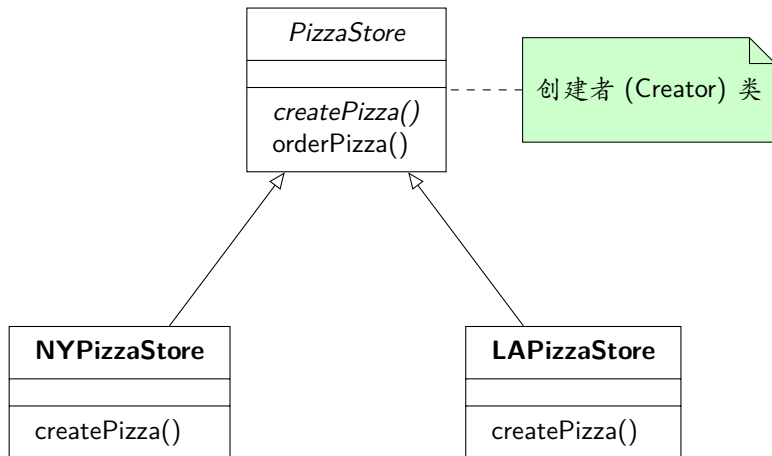 PizzaStore
创建者 (Creator) 类
createPizza()
orderPizza()
NYPizzaStore
LAPizzaStore
createPizza()
createPizza()